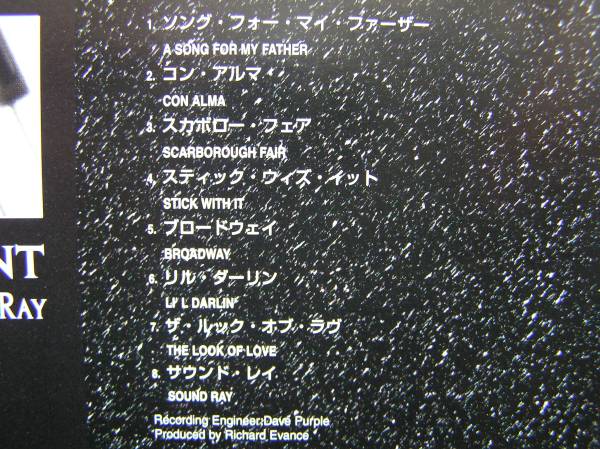 1. ソング・フォー・マイ・ファーザー
A SONG FOR MY FATHER
2. コン・アルマ
CON ALMA
3. スカボロー・フェア
SCARBOROUGH FAIR
4. スティック・ウィズ・イット
STICK WITH IT
5. ブロードウェイ
BROADWAY
6. リル・ダーリン
LI'L DARLIN'
7. ザ・ルック・オブ・ラヴ
THE LOOK OF LOVE
8. サウンド・レイ
SOUND RAY
Recording Engineer:Dave Purple
Produced by Richard Evance
NT
RAY